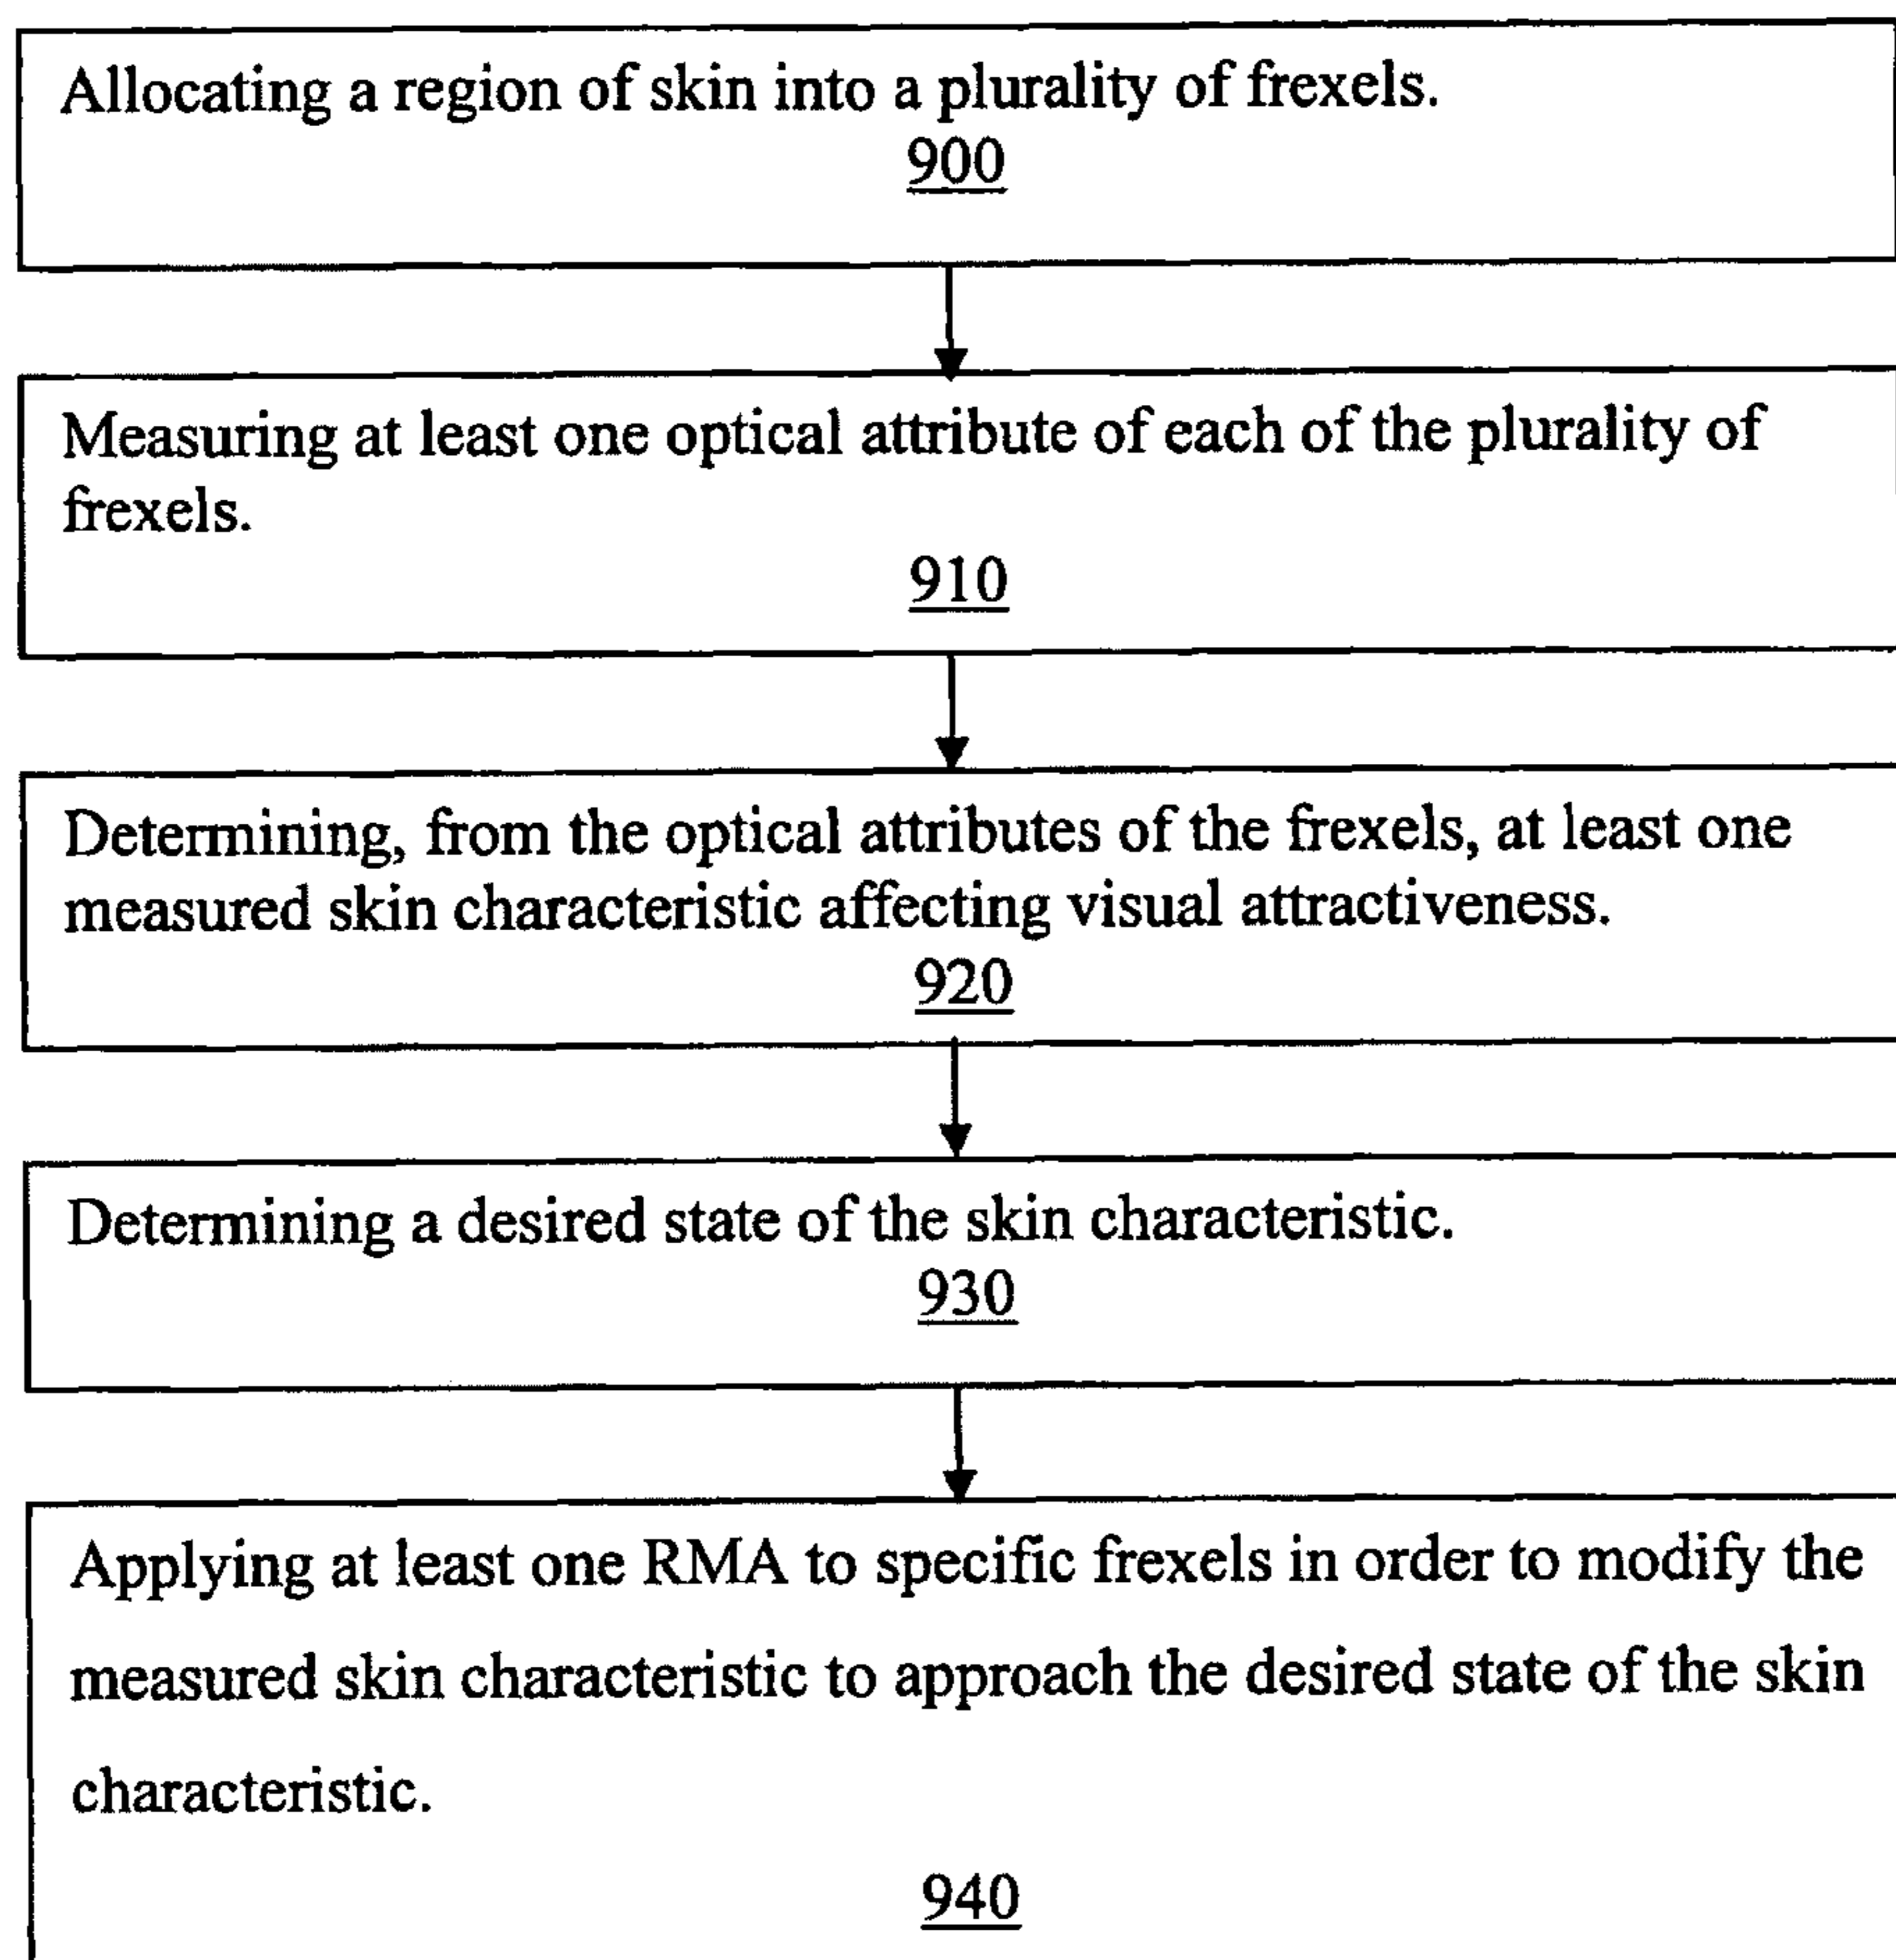 Allocating a region of skin into a plurality of frexels.
900
Measuring at least one optical attribute of each of the plurality of
frexels.
910
Determining, from the optical attributes of the frexels, at least one
measured skin characteristic affecting visual attractiveness.
920
Determining a desired state of the skin characteristic.
930
Applying at least one RMA to specific frexels in order to modify the
measured skin characteristic to approach the desired state of the skin
characteristic.
940